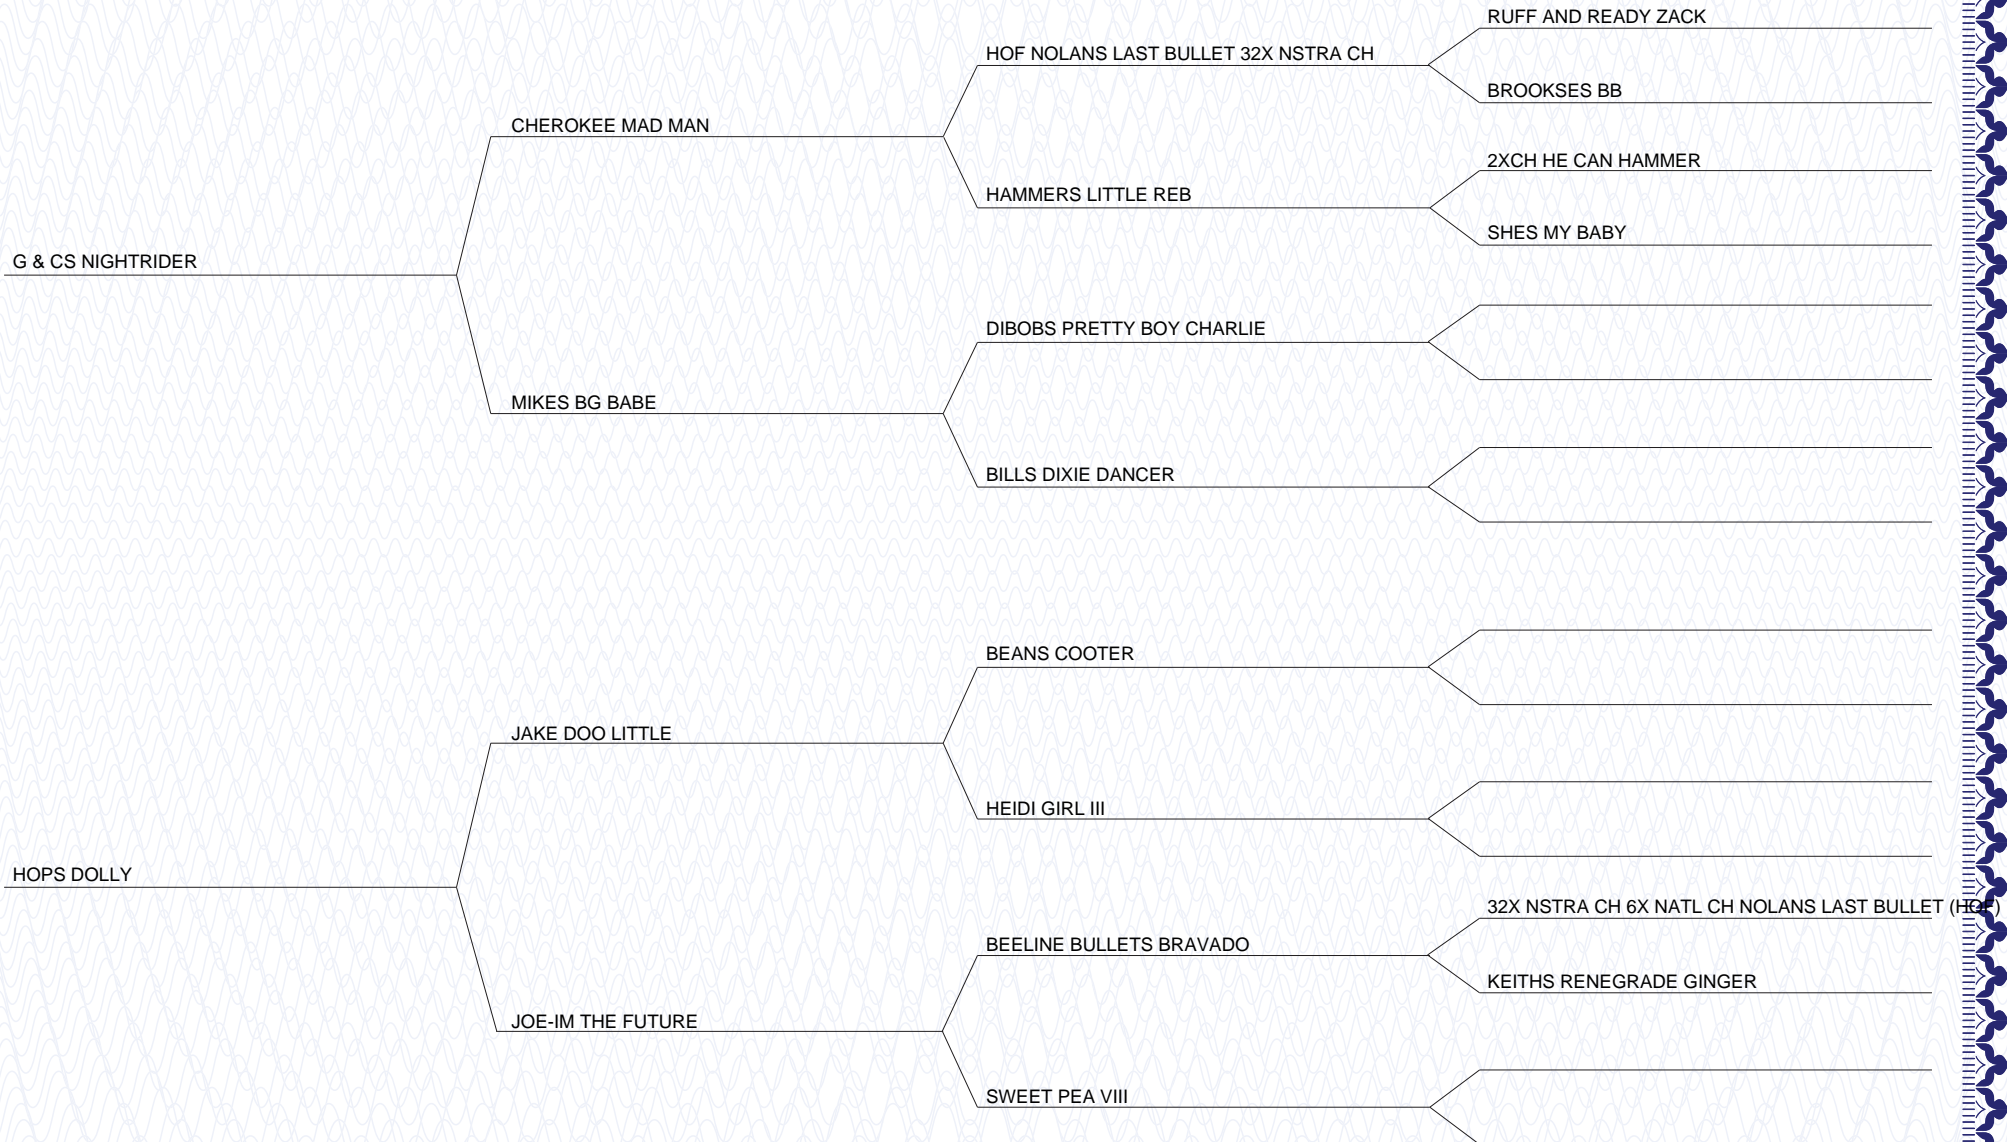 RUFF AND READY ZACK
HOF NOLANS LAST BULLET 32X NSTRA CH
BROOKSES BB
CHEROKEE MAD MAN
2XCH HE CAN HAMMER
HAMMERS LITTLE REB
SHES MY BABY
G & CS NIGHTRIDER
DIBOBS PRETTY BOY CHARLIE
MIKES BG BABE
BILLS DIXIE DANCER
BEANS COOTER
JAKE DOO LITTLE
HEIDI GIRL III
HOPS DOLLY
32X NSTRA CH 6X NATL CH NOLANS LAST BULLET (HOF)
BEELINE BULLETS BRAVADO
KEITHS RENEGRADE GINGER
JOE-IM THE FUTURE
SWEET PEA VIII